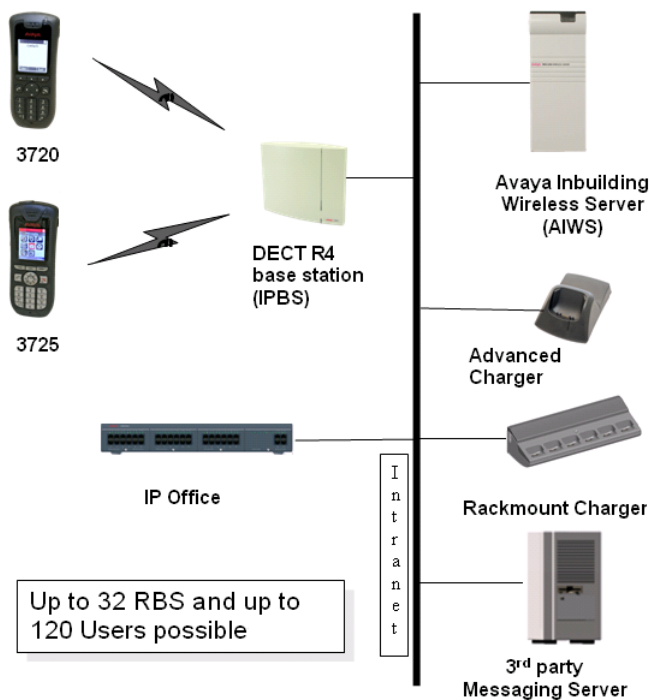 3720
3725
DECT R4
base station
(IPBS)
Avaya Inbuilding
Wireless Server
(AIWS)
Advanced
Charger
IP Office
Intranet
Rackmount Charger
Up to 32 RBS and up to
120 Users possible
3rd party
Messaging Server